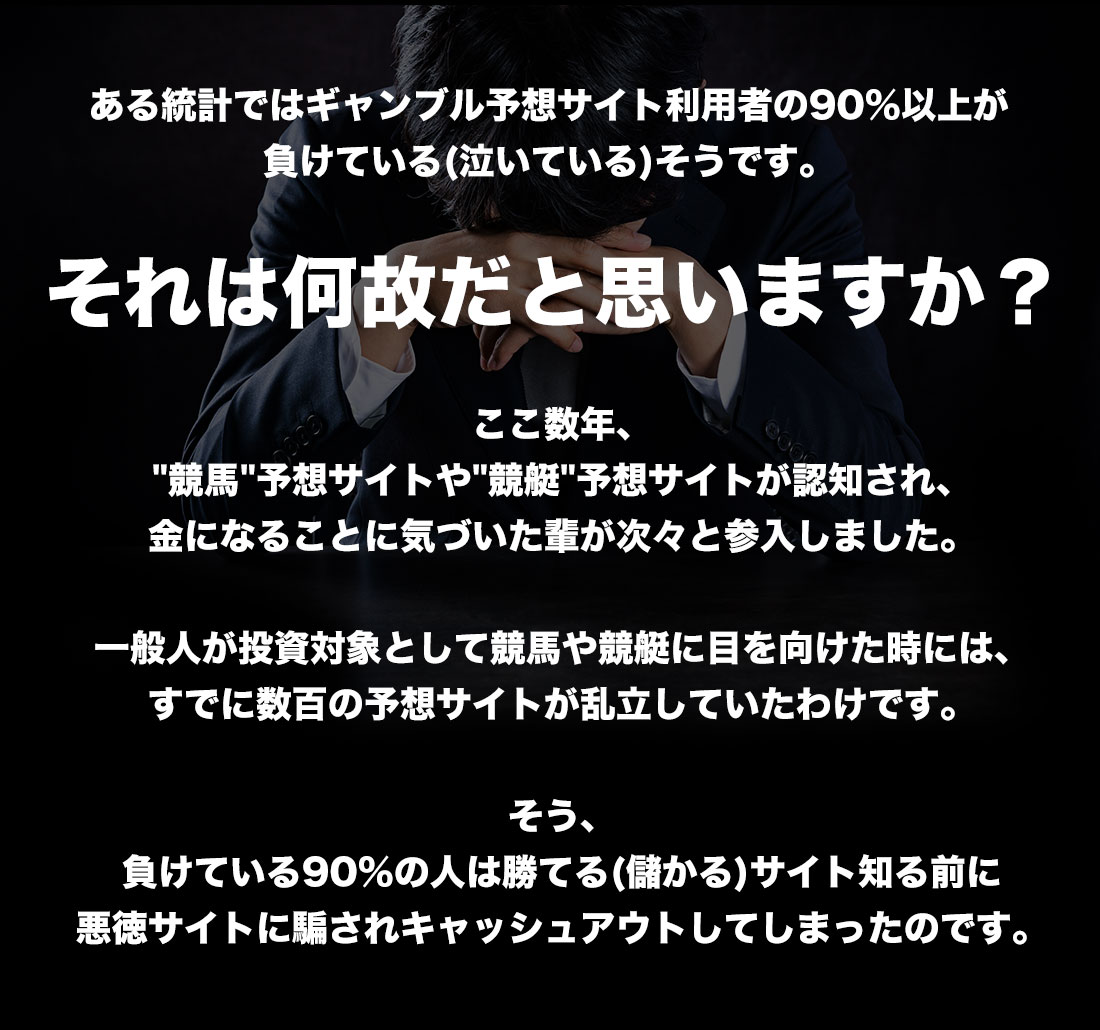 ある統計ではギャンブル予想サイト利用者の90%以上が
負けている(泣いている)そうです。
それは何故だと思いますか？
ここ数年、
"競馬"予想サイトや"競艇"予想サイトが認知され、
金になることに気づいた輩が次々と参入しました。
一般人が投資対象として競馬や競艇に目を向けた時には、
すでに数百の予想サイトが乱立していたわけです。
そう、
負けている90%の人は勝てる(儲かる)サイト知る前に
悪徳サイトに騙されキャッシュアウトしてしまったのです。